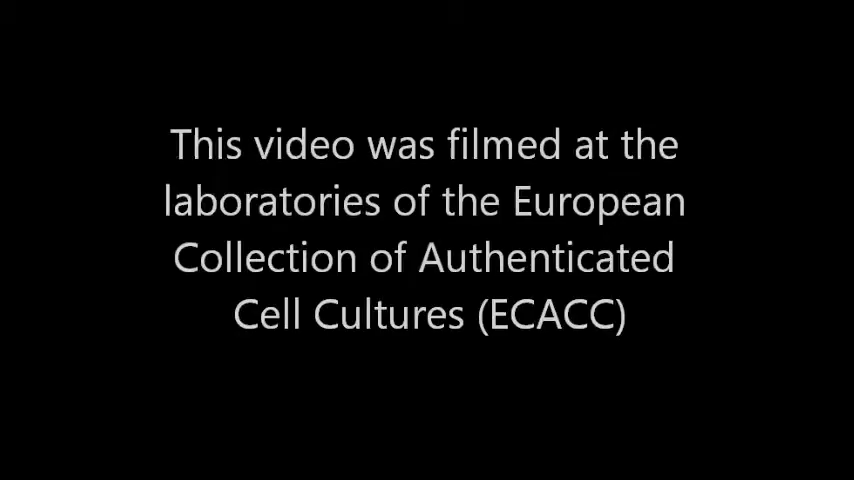 This video was filmed at the
laboratories of the European
Collection of Authenticated
Cell Cultures (ECACC)